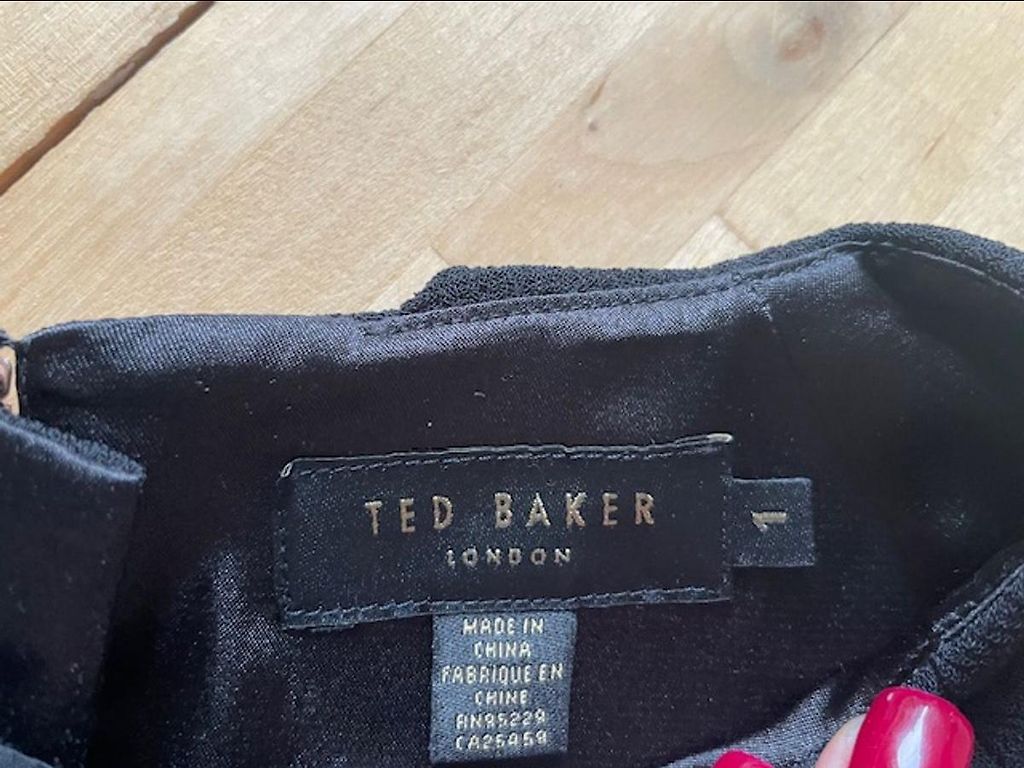 TED BAKER
LONDON
1
MADE IN
CHINA
FABRIQUE EN
CHINE
RN95229
CA25459